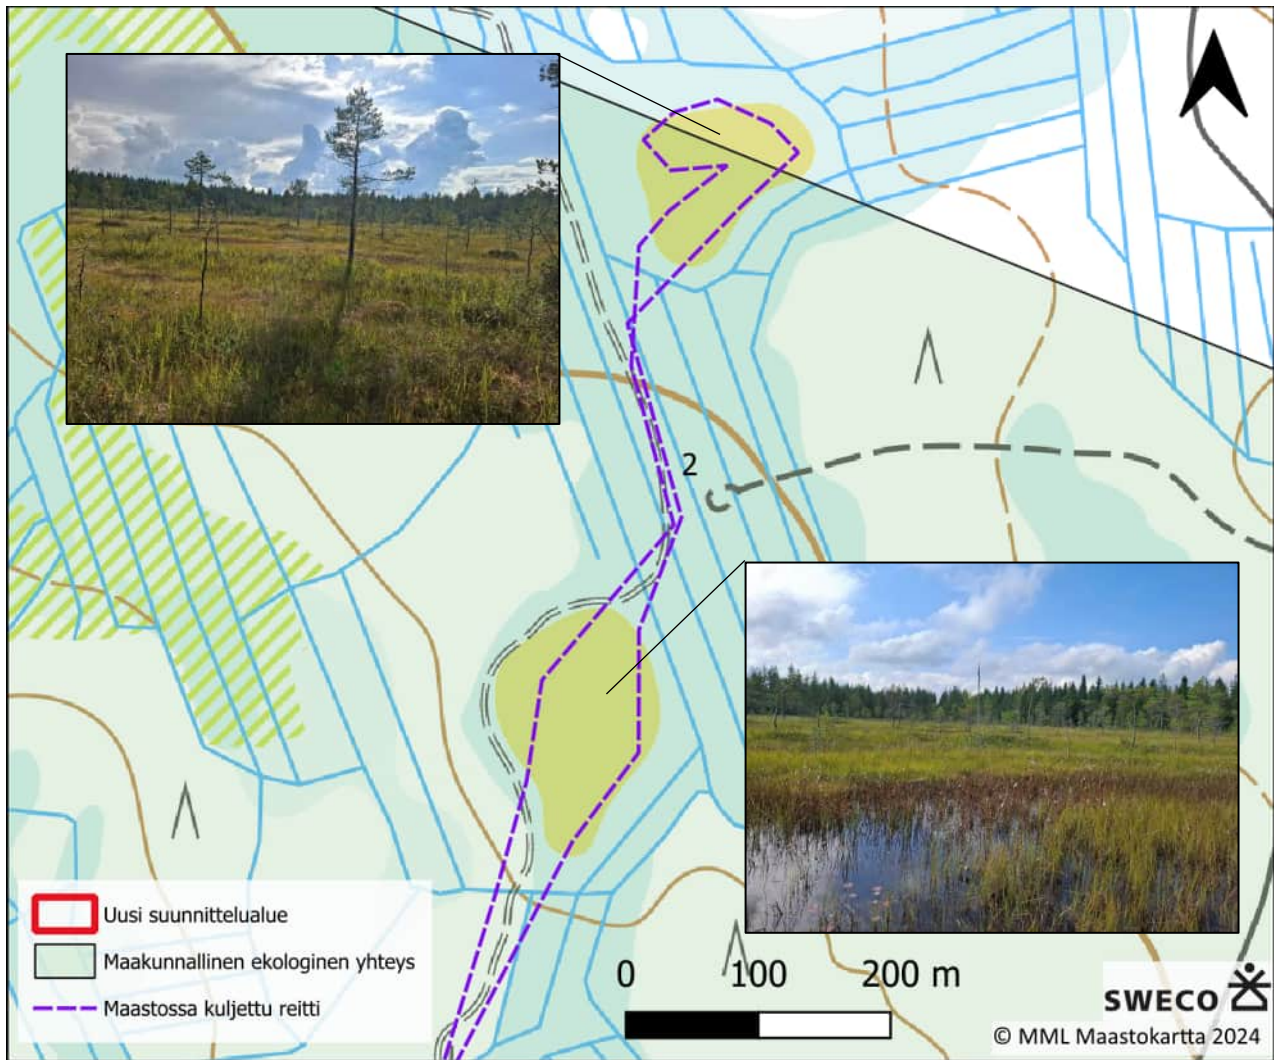 2
Uusi suunnittelualue
Maakunnallinen ekologinen yhteys
Maastossa kuljettu reitti
0 100 200 m
SWECO
© MML Maastokartta 2024